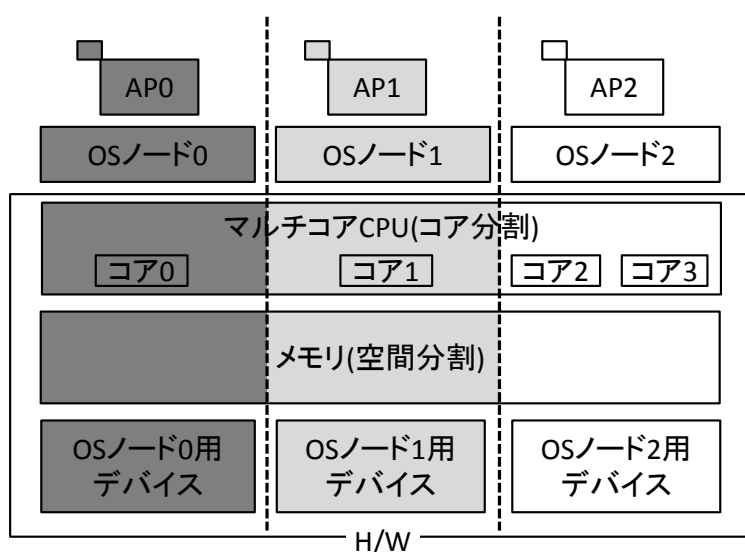 AP0
AP1
AP2
OSノード0
OSノード1
OSノード2
マルチコアCPU(コア分割)
コア0
コア1
コア2
コア3
メモリ(空間分割)
OSノード0用
デバイス
OSノード1用
デバイス
OSノード2用
デバイス
H/W